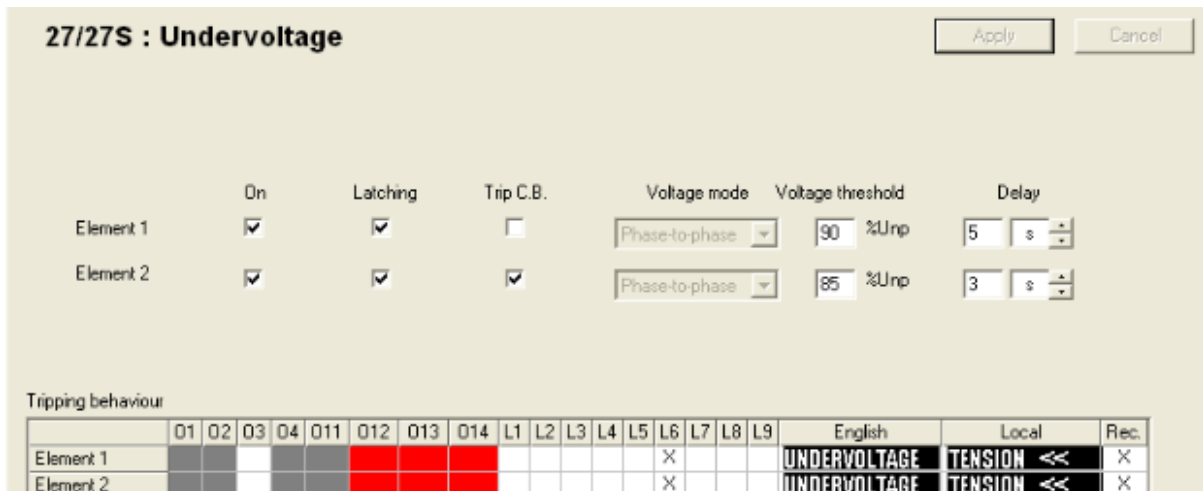 27/27S : Undervoltage Apply Cancel
On Latching Trip C.B. Voltage mode Voltage threshold Delay
Element 1 Phase-to-phase 90 %Unp 5 s
Element 2 Phase-to-phase 85 %Unp 3 s
Tripping behaviour
O1 O2 O3 O4 O11 O12 O13 O14 L1 L2 L3 L4 L5 L6 L7 L8 L9 English Local Rec.
Element 1 X UNDERVOLTAGE TENSION << X
Element 2 X UNDERVOLTAGE TENSION << X